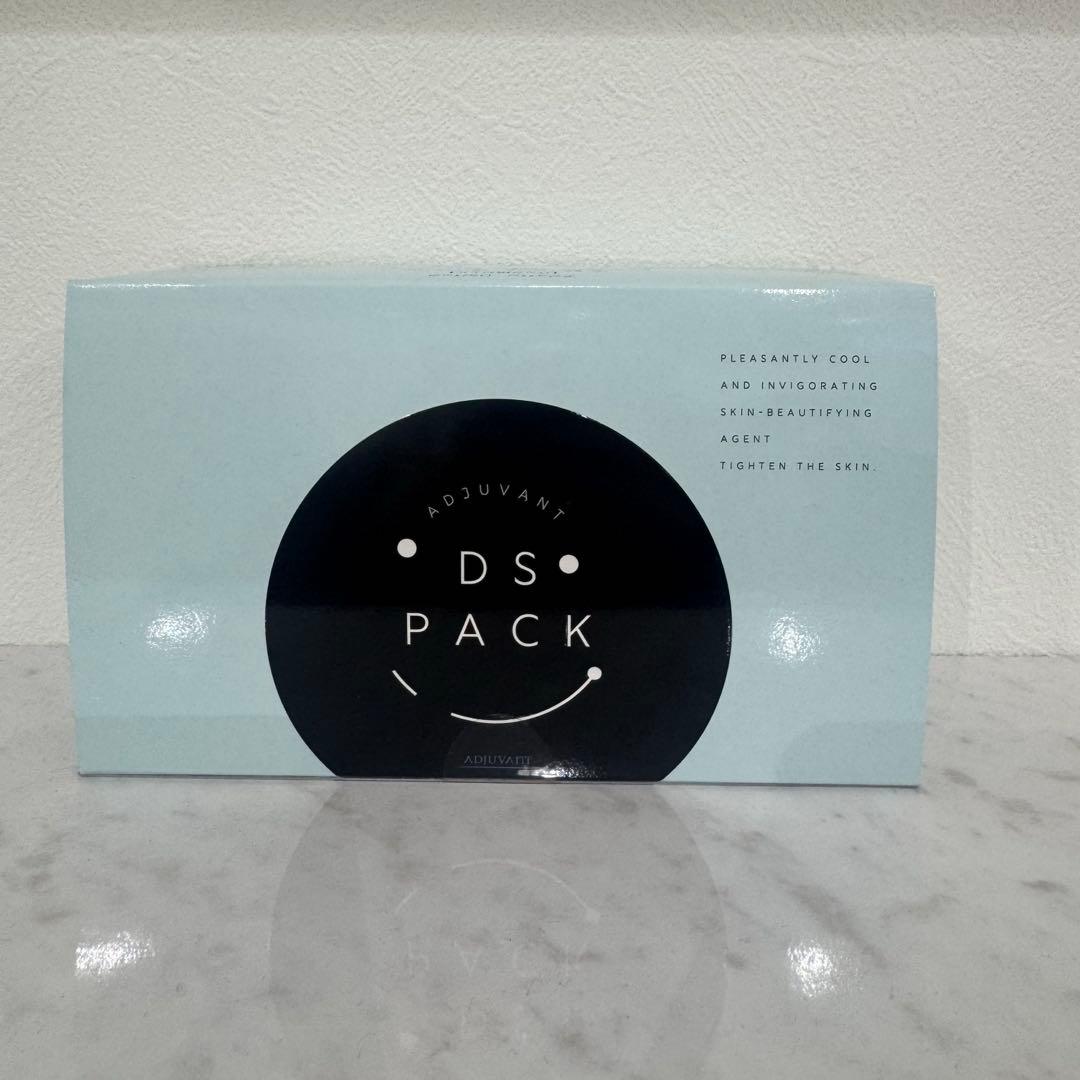 PLEASANTLY COOL
AND INVIGORATING
SKIN-BEAUTIFYING
AGENT
TIGHTEN THE SKIN.
ADJUVANT
DS
PACK
ADJUVANT